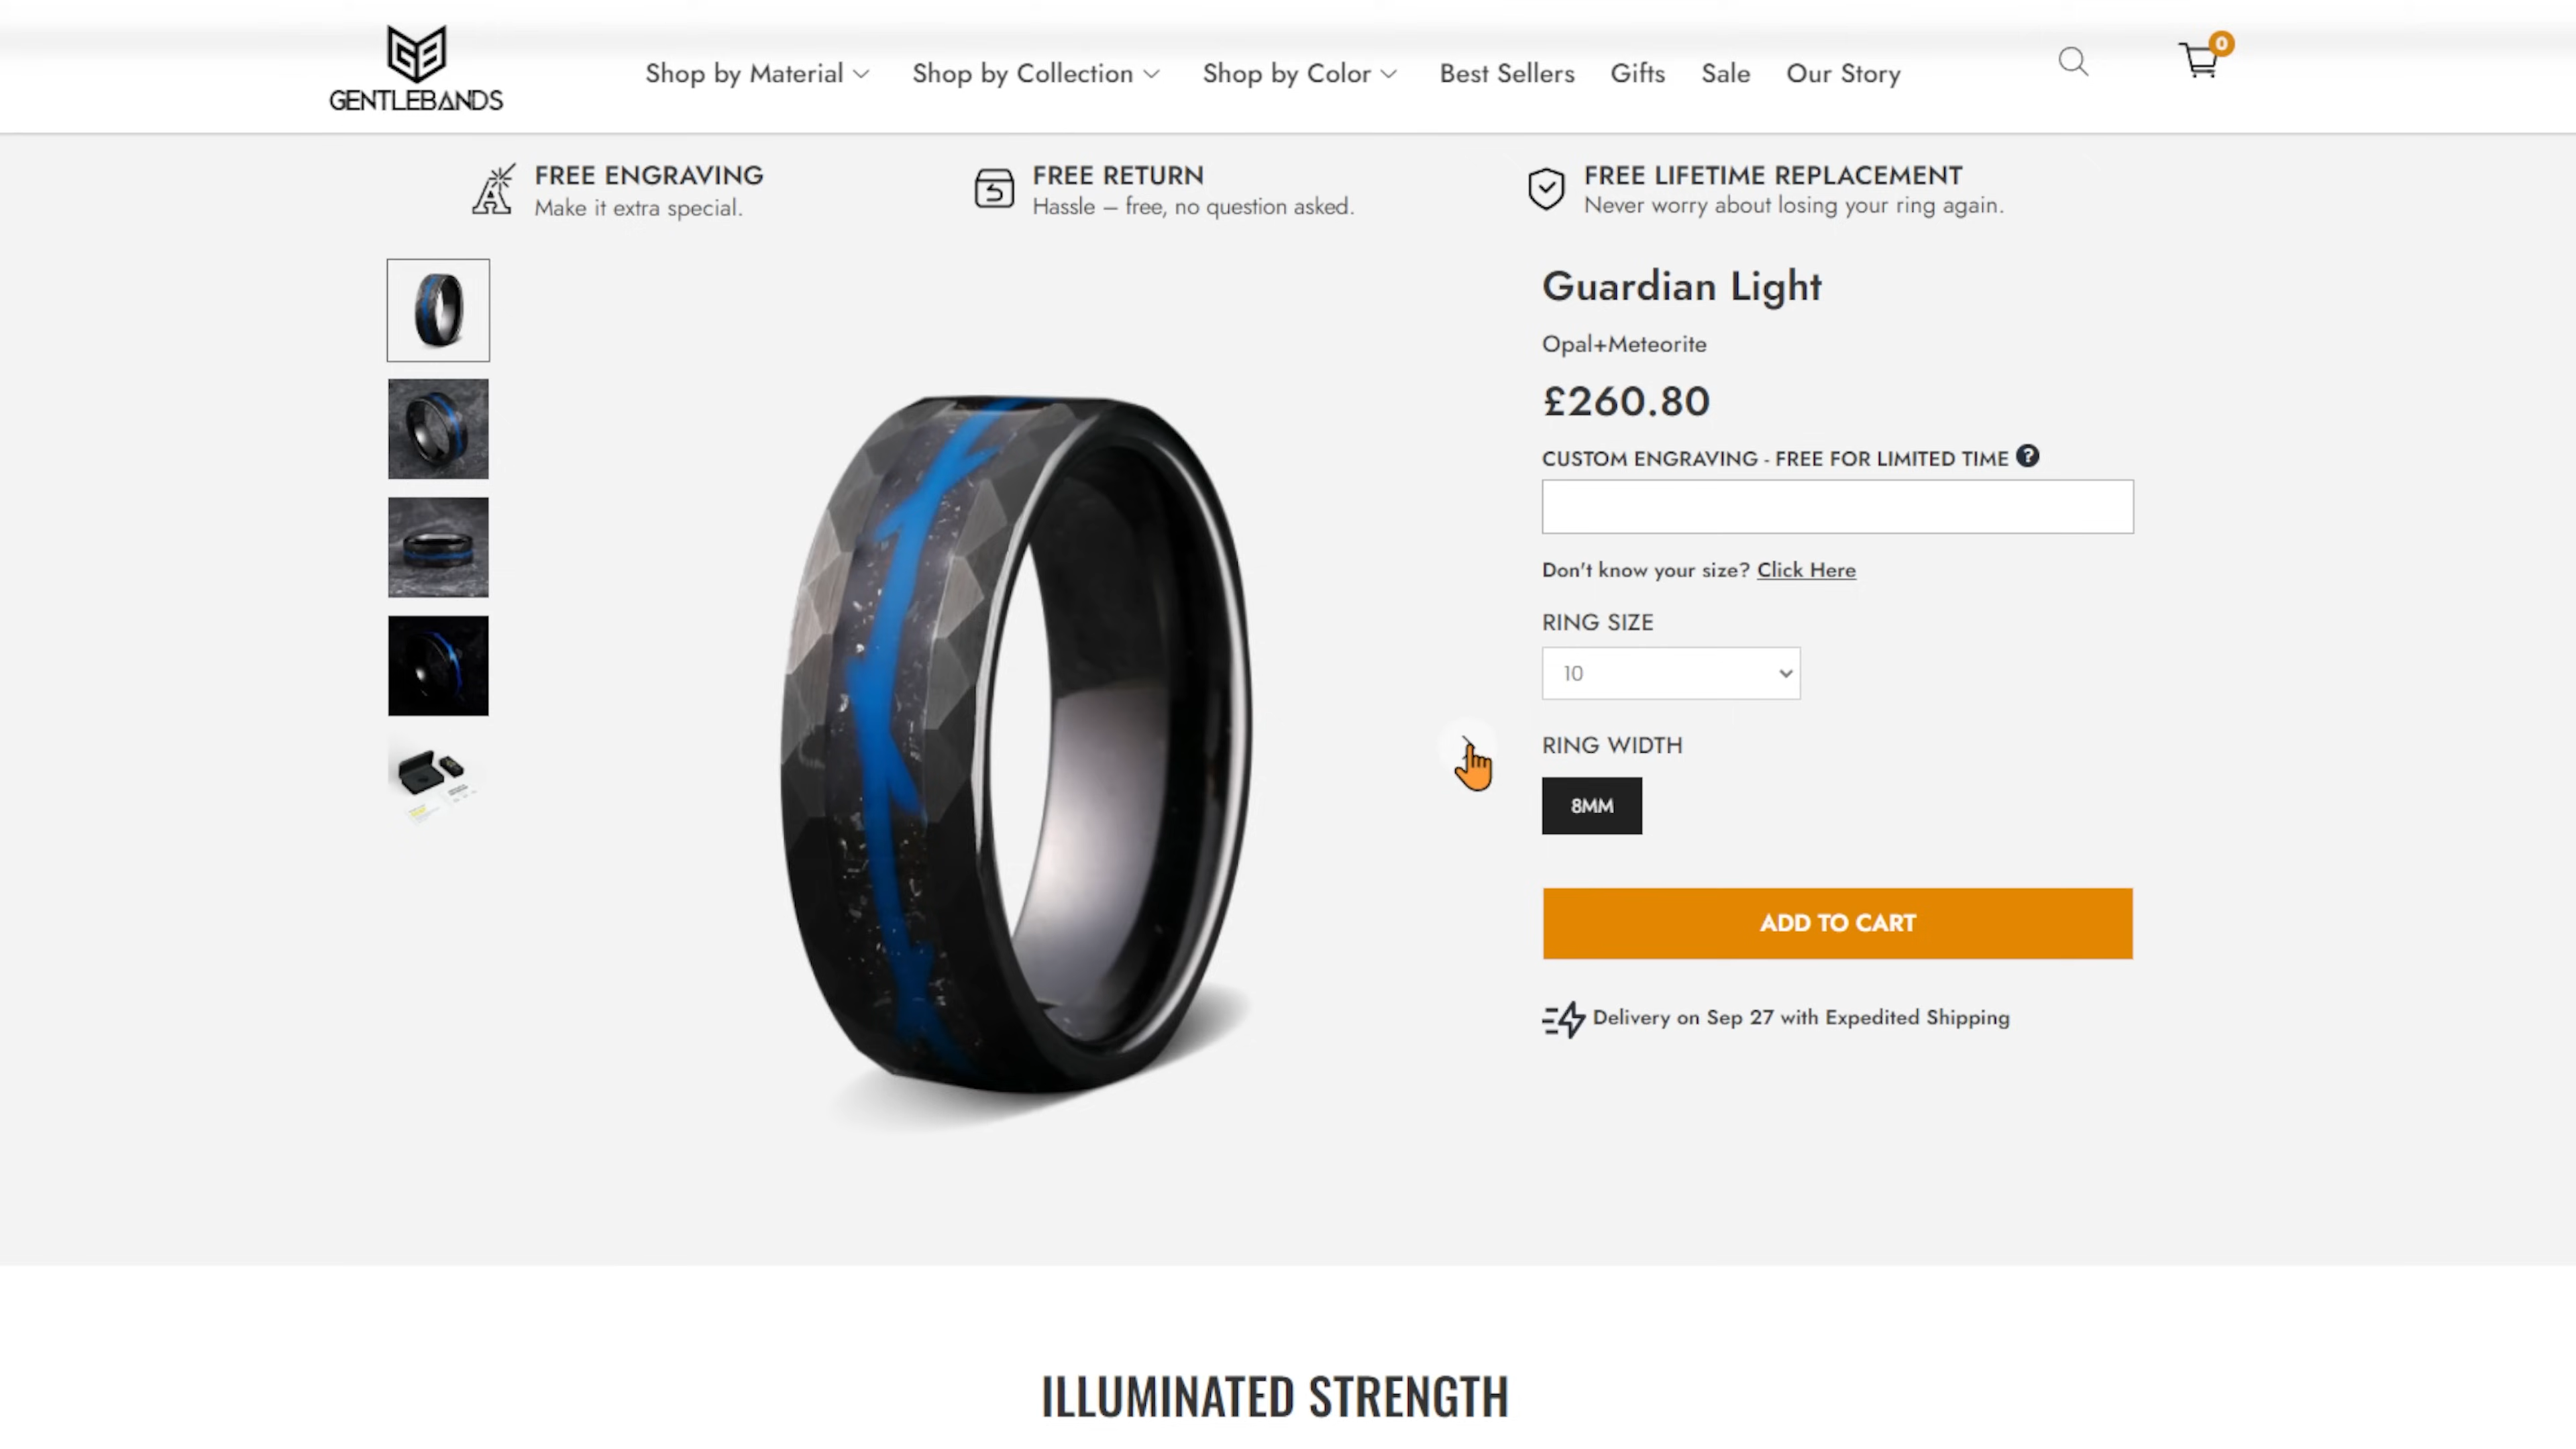 GENTLEBANDS
Shop by Material
Shop by Collection
Shop by Color
Best Sellers
Gifts
Sale
Our Story
0
FREE ENGRAVING
Make it extra special.
FREE RETURN
Hassle – free, no question asked.
FREE LIFETIME REPLACEMENT
Never worry about losing your ring again.
Guardian Light
Opal+Meteorite
£260.80
CUSTOM ENGRAVING - FREE FOR LIMITED TIME ?
Don't know your size? Click Here
RING SIZE
10
RING WIDTH
8MM
ADD TO CART
Delivery on Sep 27 with Expedited Shipping
ILLUMINATED STRENGTH